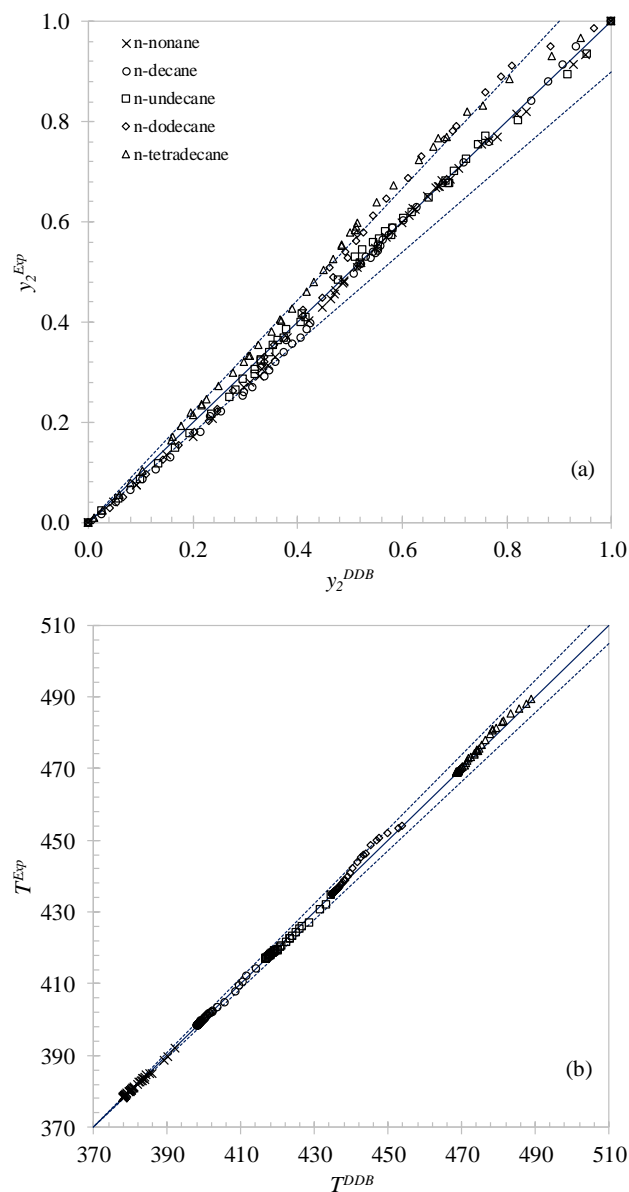 1.0
n-nonane
n-decane
0.8
n-undecane
n-dodecane
n-tetradecane
0.6
y₂ᴱˣᵖ
0.4
0.2
(a)
0.0
0.0 0.2 0.4 0.6 0.8 1.0
y₂ᴰᴰᴮ
510
490
470
450
Tᴱˣᵖ
430
410
390
(b)
370
370 390 410 430 450 470 490 510
Tᴰᴰᴮ